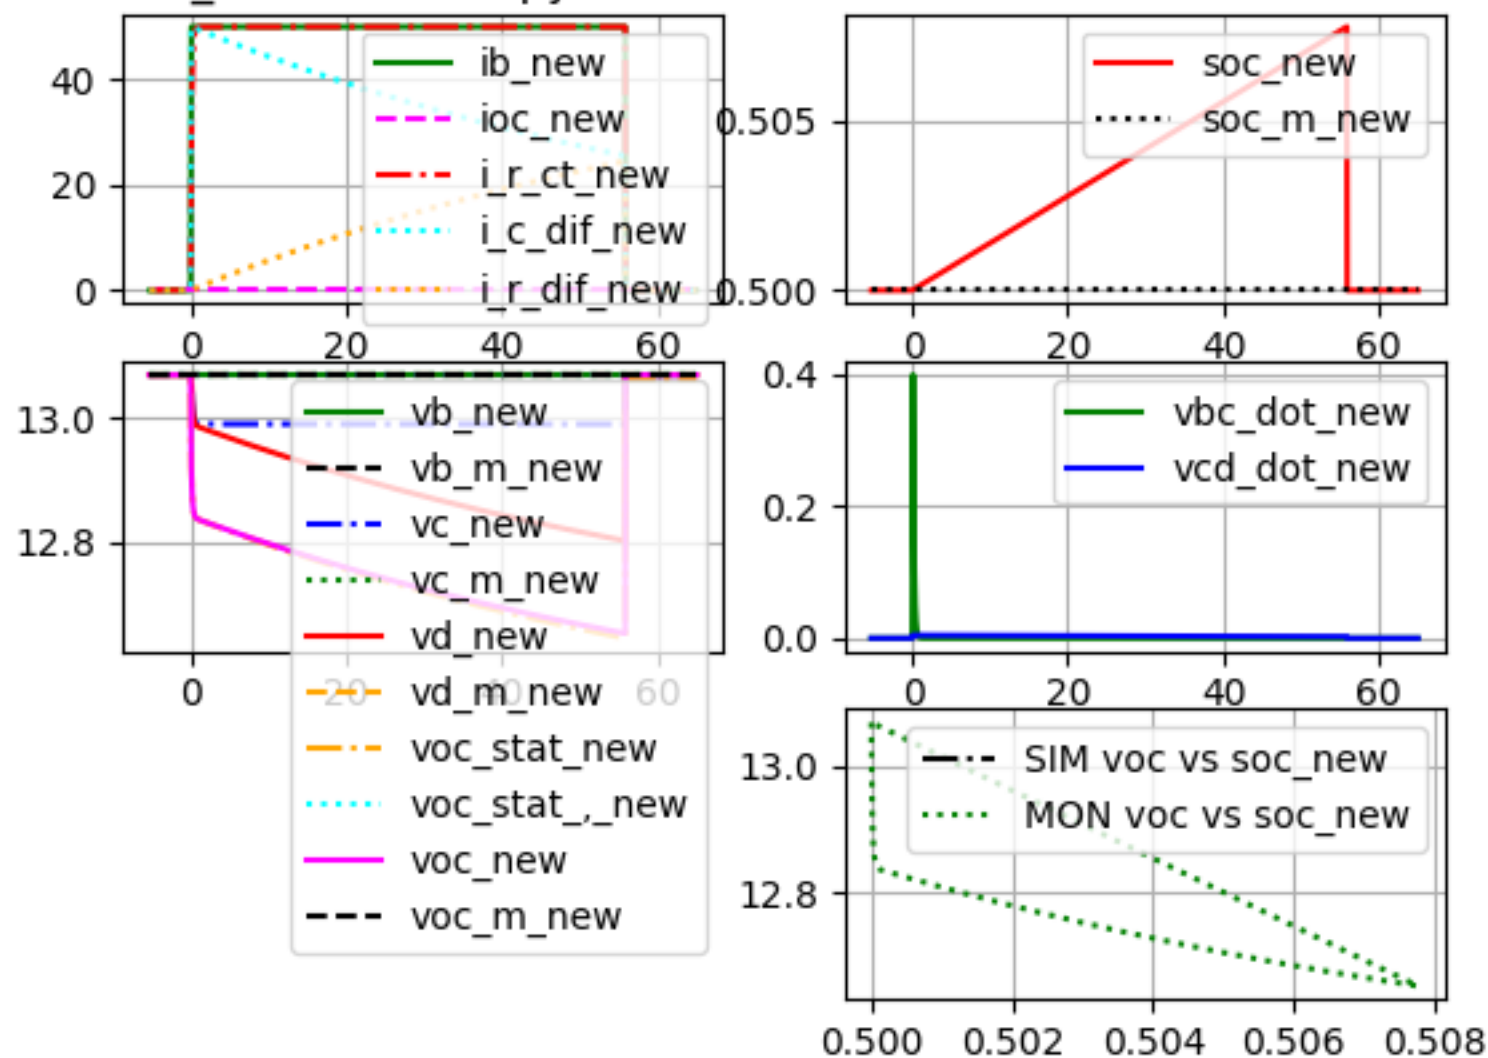 40
20
0
0 20 40 60
ib_new
ioc_new
i_r_ct_new
i_c_dif_new
i_r_dif_new
0.505
0.500
0 20 40 60
soc_new
soc_m_new
13.0
12.8
0 20 40 60
vb_new
vb_m_new
vc_new
vc_m_new
vd_new
vd_m_new
voc_stat_new
voc_stat_,_new
voc_new
voc_m_new
0.4
0.2
0.0
0 20 40 60
vbc_dot_new
vcd_dot_new
13.0
12.8
0.500 0.502 0.504 0.506 0.508
SIM voc vs soc_new
MON voc vs soc_new